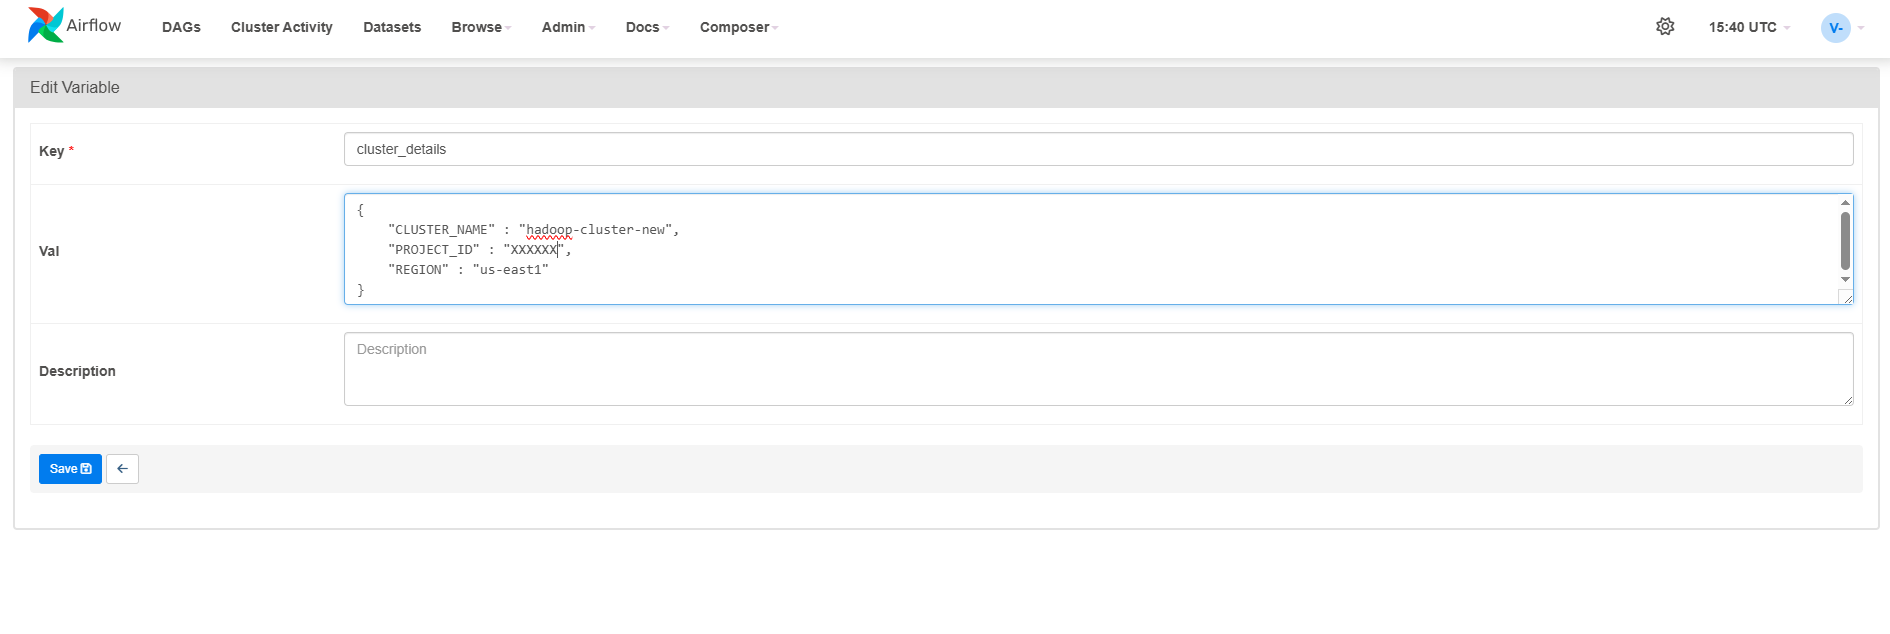 Airflow DAGs Cluster Activity Datasets Browse Admin Docs Composer 15:40 UTC V-
Edit Variable
Key * cluster_details
Val
{
    "CLUSTER_NAME" : "hadoop-cluster-new",
    "PROJECT_ID" : "XXXXXX",
    "REGION" : "us-east1"
}
Description Description
Save